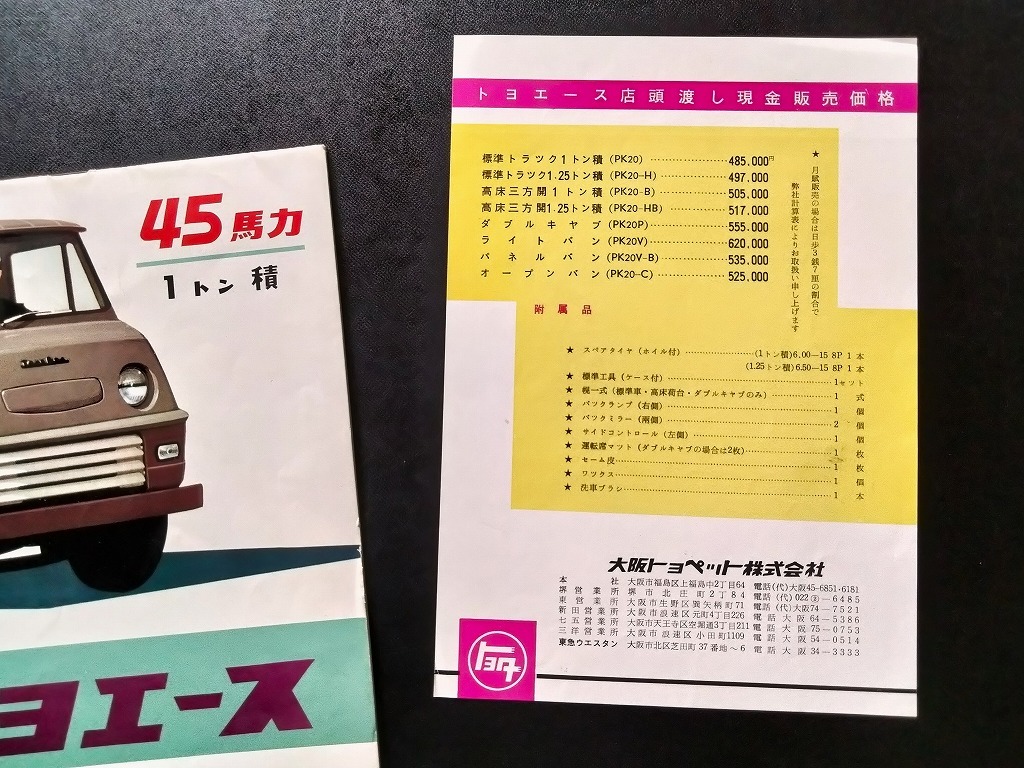 45馬力
1トン積
ヨエース
トヨエース店頭渡し現金販売価格
標準トラック1トン積(PK20)……485.000円
標準トラック1.25トン積(PK20-H)……497.000
高床三方開1トン積(PK20-B)……505.000
高床三方開1.25トン積(PK20-HB)……517.000
ダブルキャブ(PK20P)……555.000
ライトバン(PK20V)……620.000
パネルバン(PK20V-B)……535.000
オープンバン(PK20-C)……525.000
★月賦販売の場合は日歩3銭7厘の割合で
弊社計算表によりお取扱い申し上げます
附属品
★ スペアタイヤ(ホイル付)……(1トン積)6.00—15 8P 1本
(1.25トン積)6.50—15 8P 1本
★ 標準工具(ケース付)……1セット
★ 幌一式(標準車・高床荷台・ダブルキャブのみ)……1式
★ バックランプ(右側)……1個
★ バックミラー(両側)……2個
★ サイドコントロール(左側)……1個
★ 運転席マット(ダブルキャブの場合は2枚)……1枚
★ セーム皮……1枚
★ ワックス……1個
★ 洗車ブラシ……1本
大阪トヨペット株式会社
本社 大阪市福島区上福島中2丁目64 電話(代)大阪45-6851・6181
堺営業所 堺市北庄町2丁84 電話(代)022②-6485
東営業所 大阪市生野区巽矢柄町71 電話(代)大阪74-7521
新田営業所 大阪市浪速区元町4丁目226 電話 大阪 64-5386
七五営業所 大阪市天王寺区空堀通3丁目211 電話 大阪 75-0753
三洋営業所 大阪市浪速区小田町1109 電話 大阪 54-0514
東急ウエスタン 大阪市北区芝田町37番地〜6 電話 大阪 34-3333
トヨタ